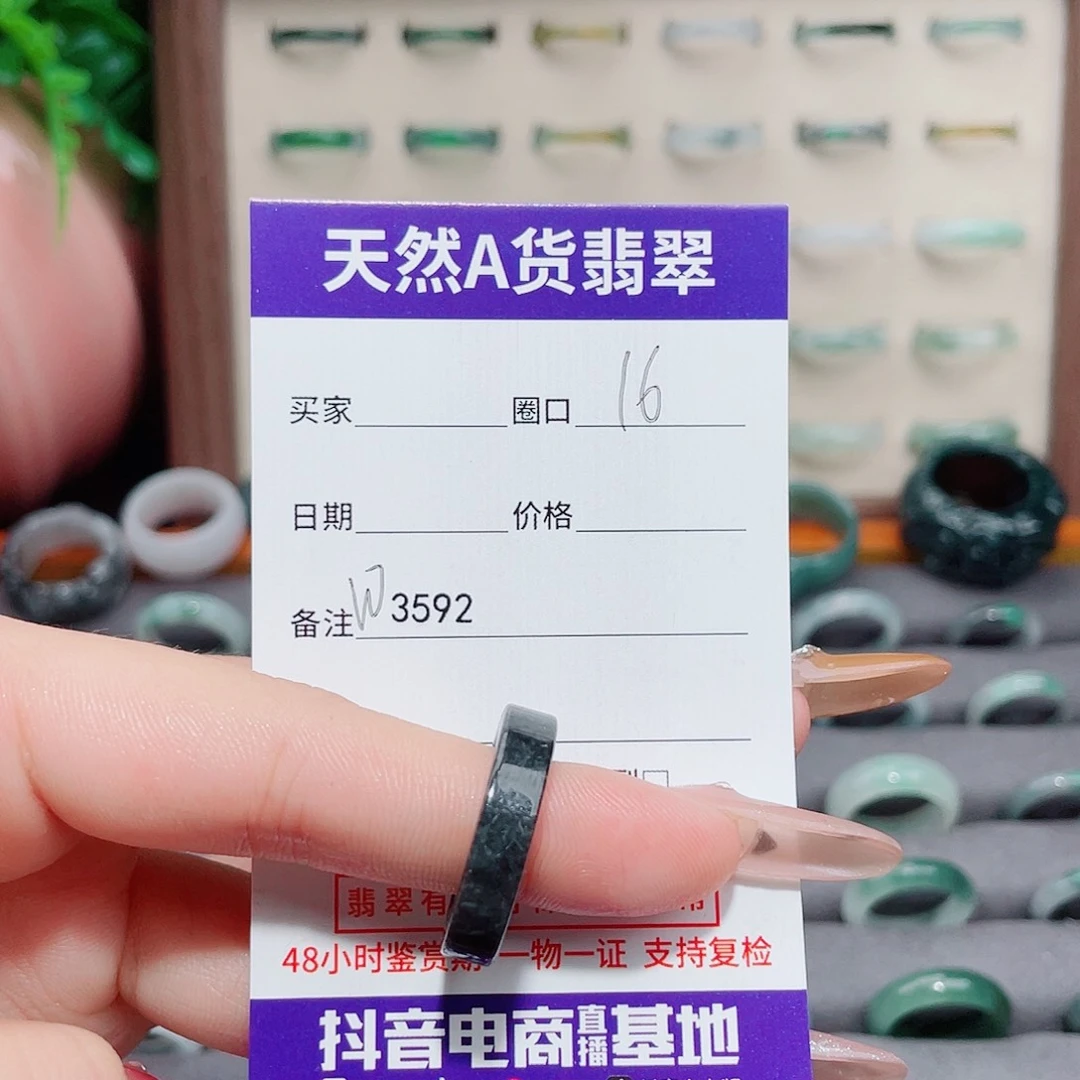 天然A货翡翠
买家 圈口 16
日期 价格
备注 W 3592
翡翠有
48小时鉴赏期 一物一证 支持复检
抖音电商直播基地